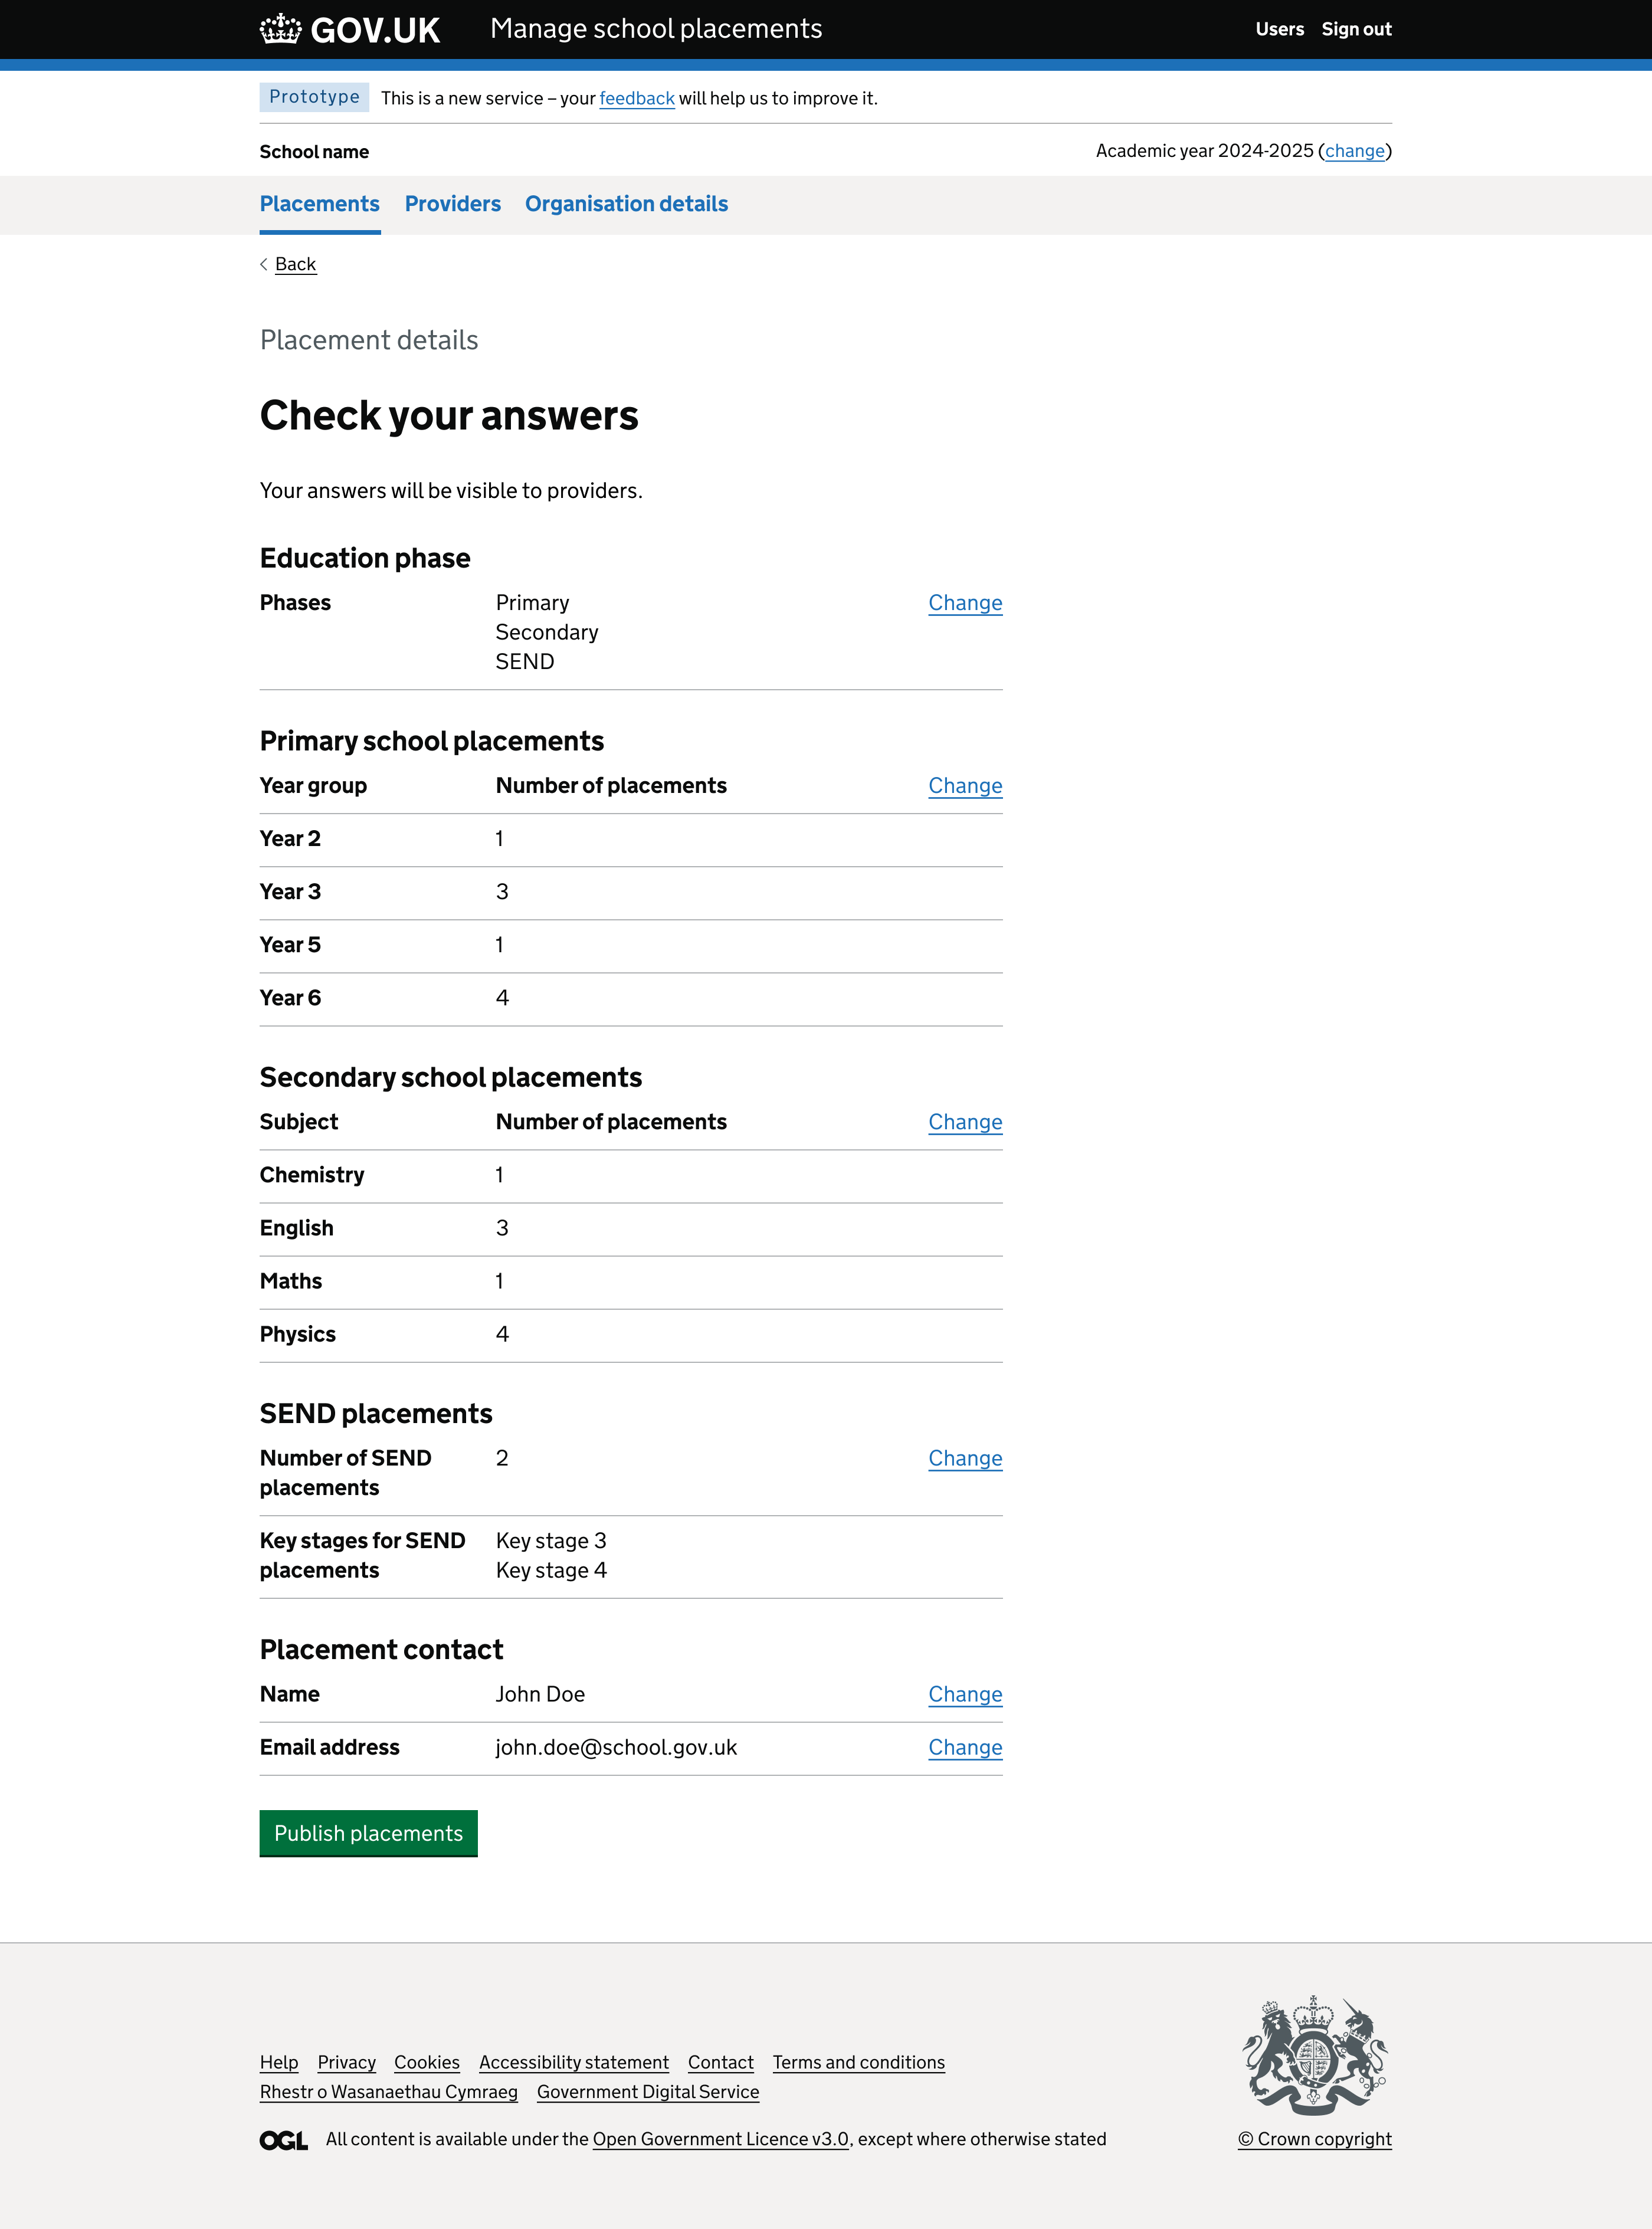 GOV.UK Manage school placements Users Sign out
Prototype This is a new service – your feedback will help us to improve it.
School name Academic year 2024-2025 (change)
Placements Providers Organisation details
Back
Placement details
Check your answers
Your answers will be visible to providers.
Education phase
Phases Primary Change
Secondary
SEND
Primary school placements
Year group Number of placements Change
Year 2 1
Year 3 3
Year 5 1
Year 6 4
Secondary school placements
Subject Number of placements Change
Chemistry 1
English 3
Maths 1
Physics 4
SEND placements
Number of SEND placements 2 Change
Key stages for SEND placements Key stage 3
Key stage 4
Placement contact
Name John Doe Change
Email address john.doe@school.gov.uk Change
Publish placements
Help Privacy Cookies Accessibility statement Contact Terms and conditions
Rhestr o Wasanaethau Cymraeg Government Digital Service
OGL All content is available under the Open Government Licence v3.0, except where otherwise stated © Crown copyright